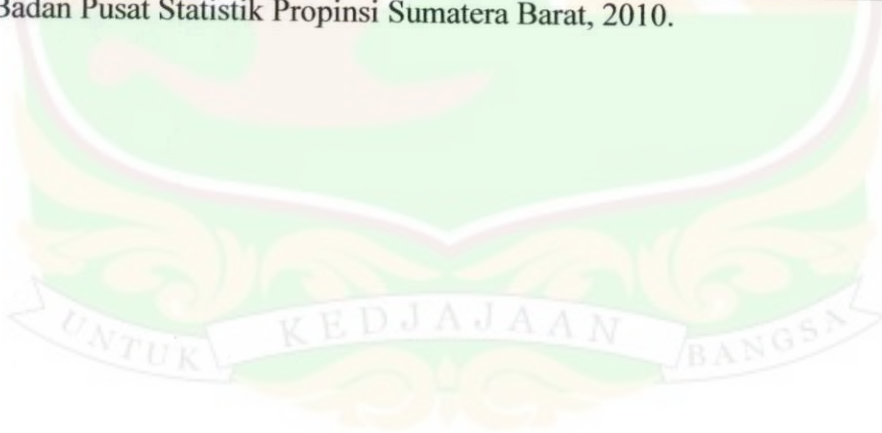 Badan Pusat Statistik Propinsi Sumatera Barat, 2010.
UNTUK KEDJAJAAN BANGSA